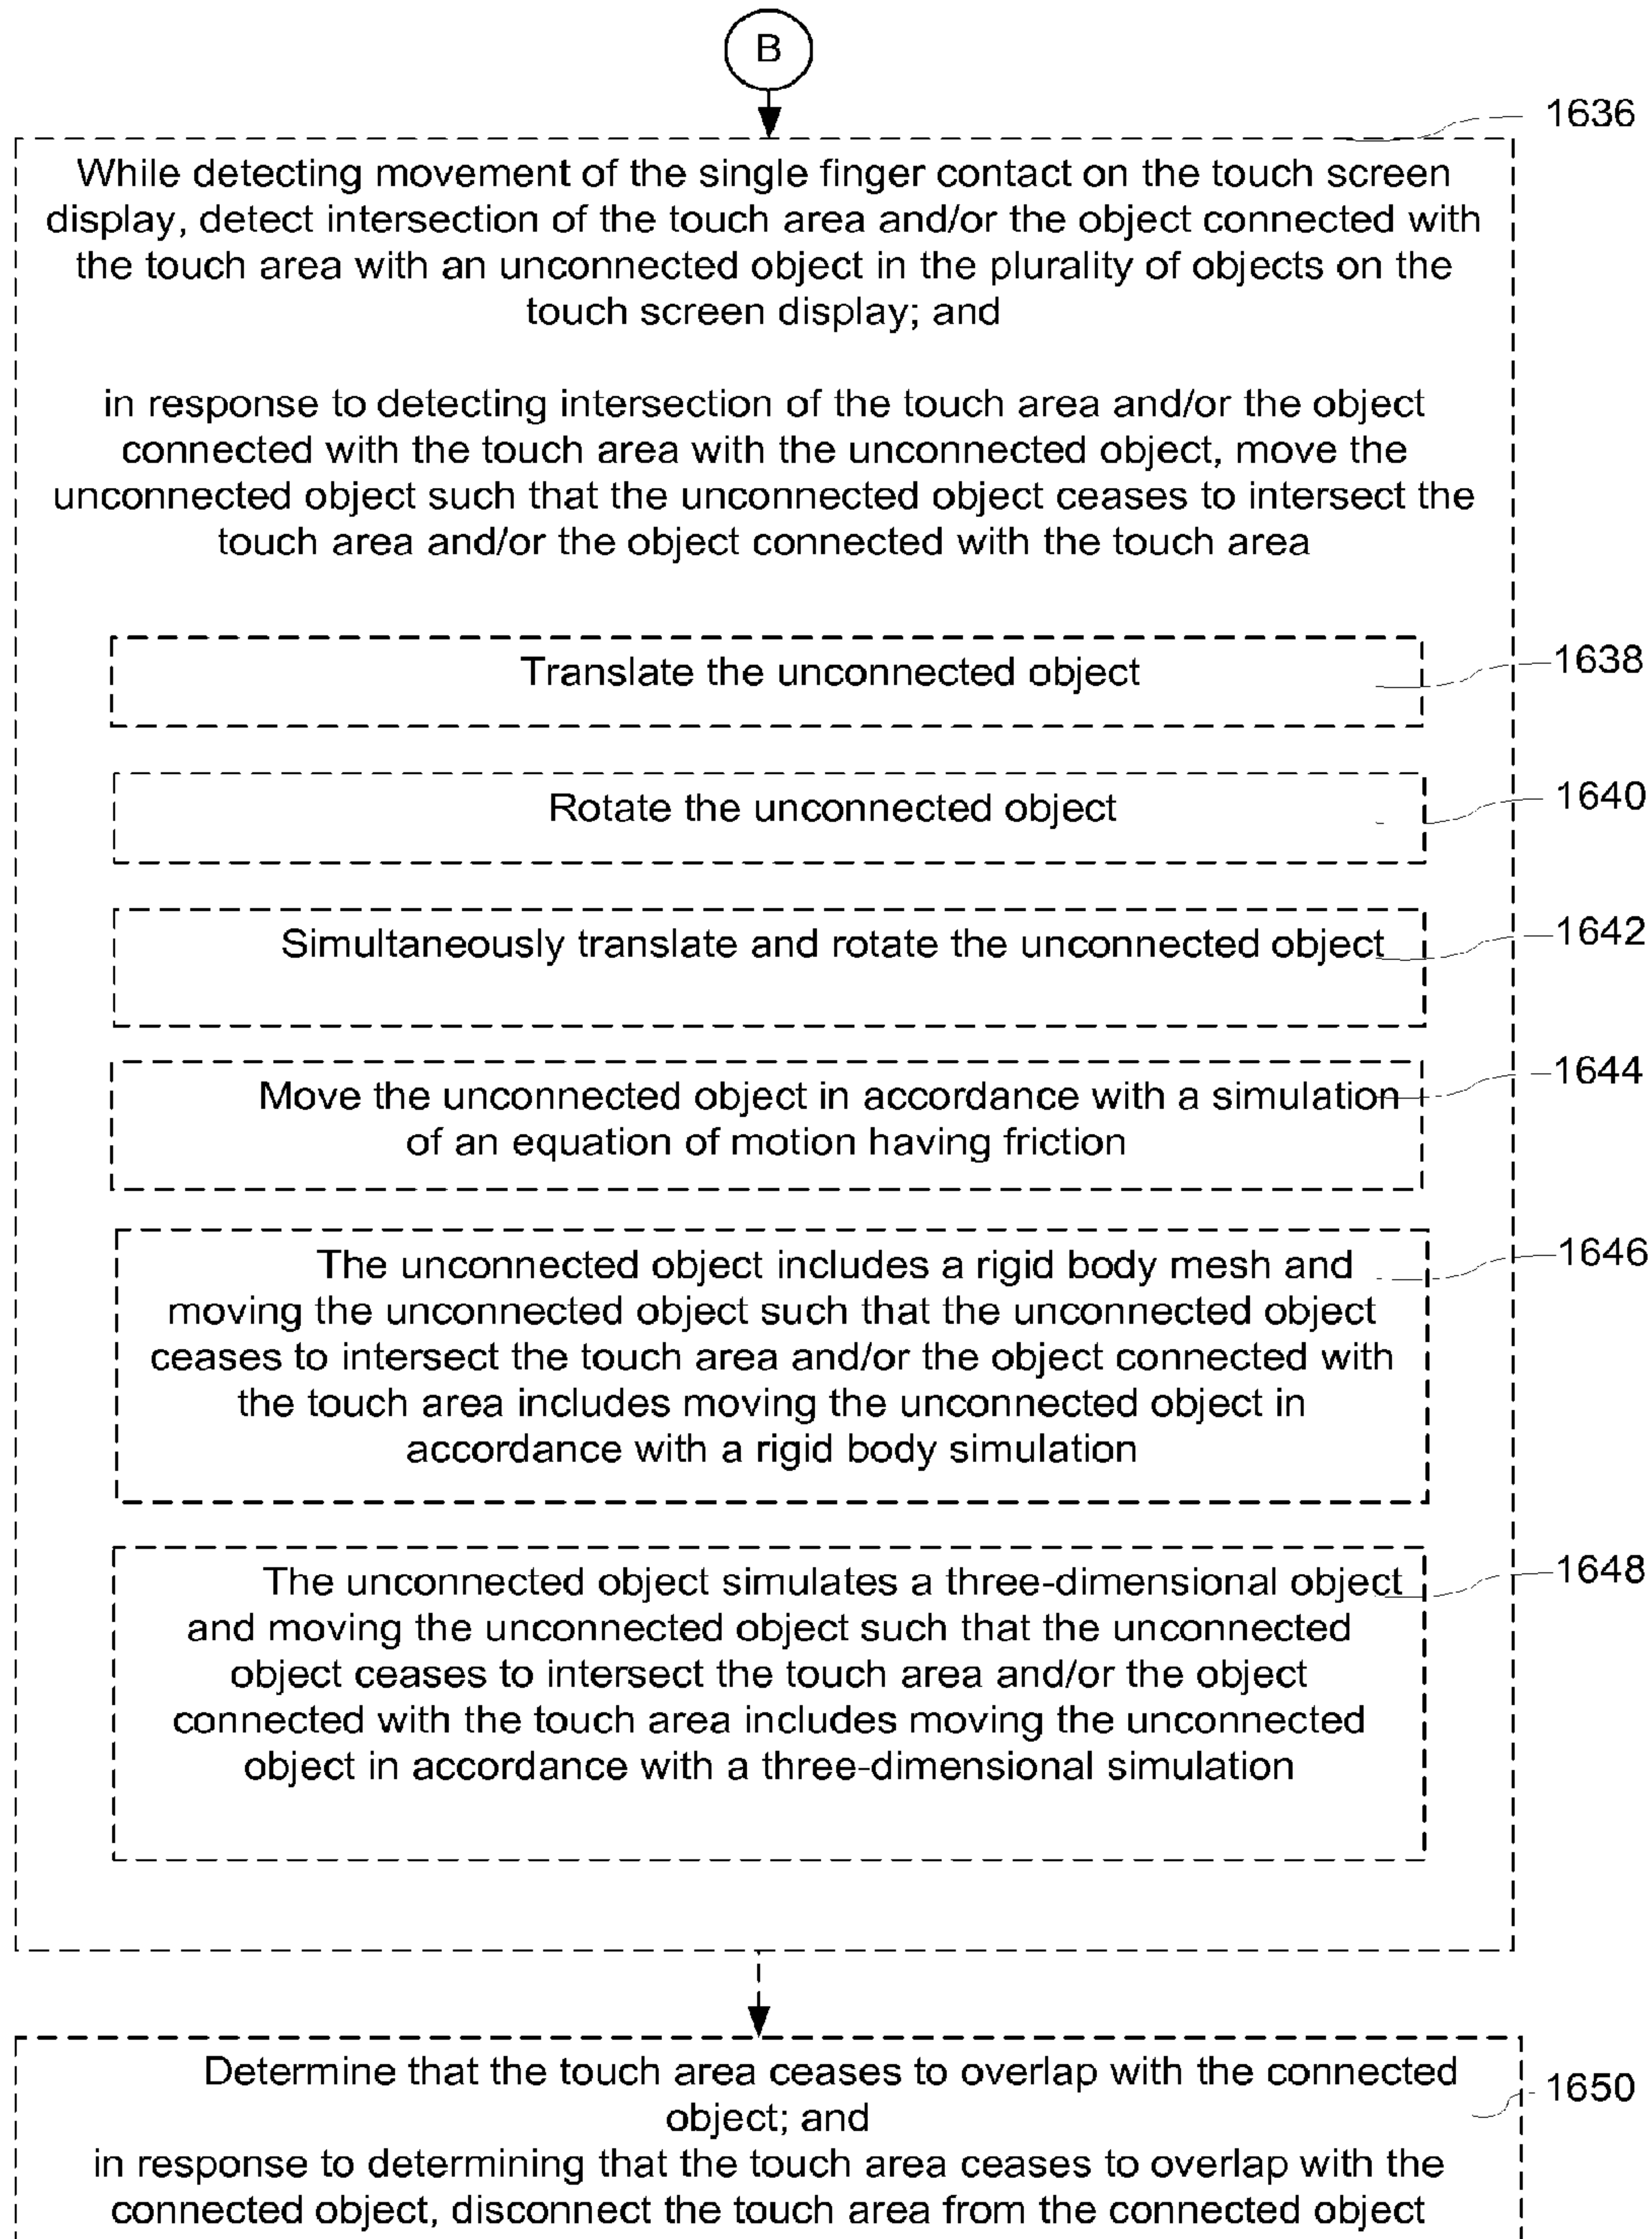 B
1636
While detecting movement of the single finger contact on the touch screen
display, detect intersection of the touch area and/or the object connected with
the touch area with an unconnected object in the plurality of objects on the
touch screen display; and
in response to detecting intersection of the touch area and/or the object
connected with the touch area with the unconnected object, move the
unconnected object such that the unconnected object ceases to intersect the
touch area and/or the object connected with the touch area
Translate the unconnected object
1638
Rotate the unconnected object
1640
Simultaneously translate and rotate the unconnected object
1642
Move the unconnected object in accordance with a simulation
of an equation of motion having friction
1644
The unconnected object includes a rigid body mesh and
moving the unconnected object such that the unconnected object
ceases to intersect the touch area and/or the object connected with
the touch area includes moving the unconnected object in
accordance with a rigid body simulation
1646
The unconnected object simulates a three-dimensional object
and moving the unconnected object such that the unconnected
object ceases to intersect the touch area and/or the object
connected with the touch area includes moving the unconnected
object in accordance with a three-dimensional simulation
1648
Determine that the touch area ceases to overlap with the connected
object; and
in response to determining that the touch area ceases to overlap with the
connected object, disconnect the touch area from the connected object
1650